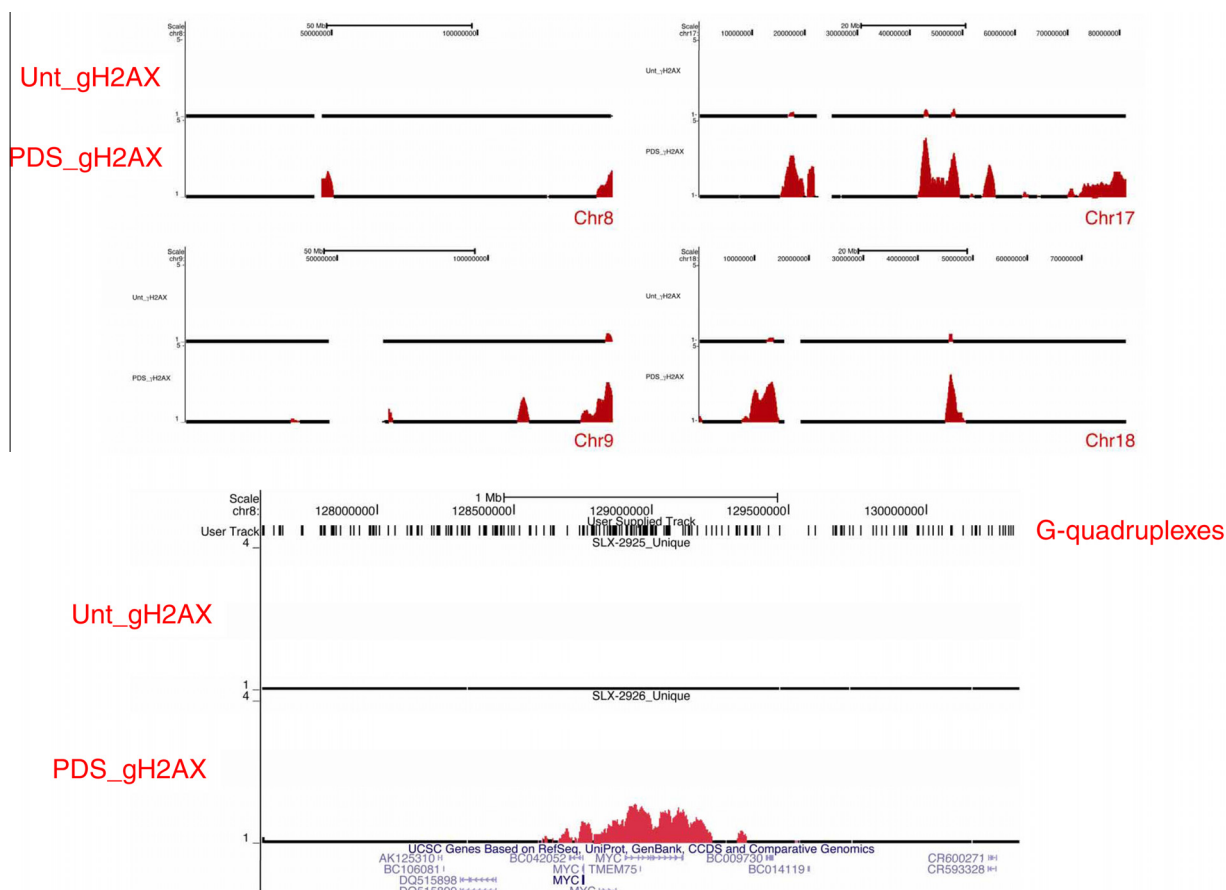 Scale
chr8:
50 Mb
50000000
100000000
5
Unt_gH2AX
1
5
PDS_gH2AX
1
Chr8
Scale
chr17:
20 Mb
10000000 20000000 30000000 40000000 50000000 60000000 70000000 80000000
5
Unt_γH2AX
1
5
PDS_γH2AX
1
Chr17
Scale
chr9:
50 Mb
50000000 100000000
5
Unt_γH2AX
1
5
PDS_γH2AX
1
Chr9
Scale
chr18:
20 Mb
10000000 20000000 30000000 40000000 50000000 60000000 70000000
5
Unt_γH2AX
1
5
PDS_γH2AX
1
Chr18
Scale
1 Mb
chr8: 128000000 128500000 129000000 129500000 130000000
User Supplied Track
User Track
G-quadruplexes
4
SLX-2925_Unique
Unt_gH2AX
1
4
SLX-2926_Unique
PDS_gH2AX
1
UCSC Genes Based on RefSeq, UniProt, GenBank, CCDS and Comparative Genomics
AK125310 BC042052 MYC BC009730 CR600271
BC106081 MYC TMEM75 BC014119 CR593328
DQ515898 MYC